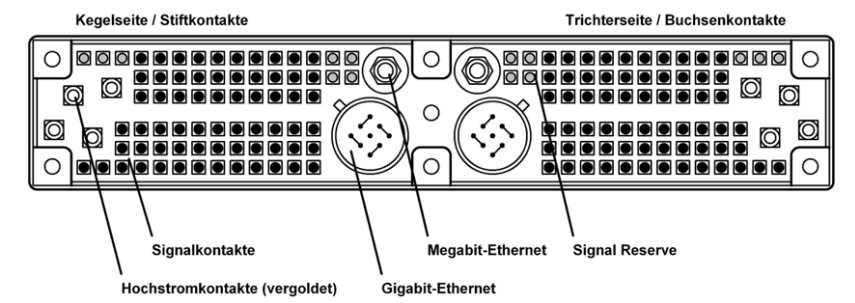 Kegelseite / Stiftkontakte
Trichterseite / Buchsenkontakte
Signalkontakte
Megabit-Ethernet
Signal Reserve
Hochstromkontakte (vergoldet)
Gigabit-Ethernet